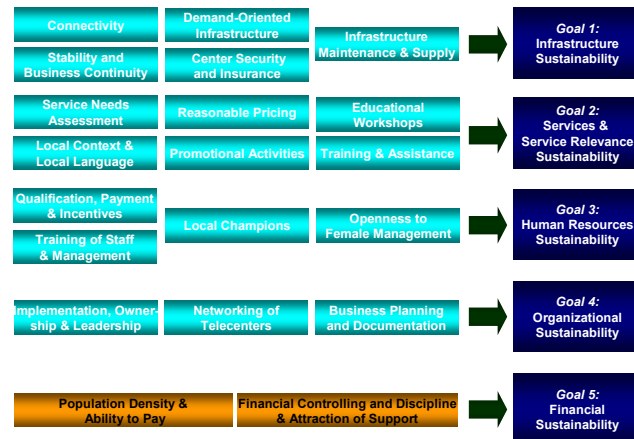 Connectivity
Demand-Oriented
Infrastructure
Infrastructure
Maintenance & Supply
Stability and
Business Continuity
Center Security
and Insurance
Goal 1:
Infrastructure
Sustainability
Service Needs
Assessment
Reasonable Pricing
Educational
Workshops
Local Context &
Local Language
Promotional Activities
Training & Assistance
Goal 2:
Services &
Service Relevance
Sustainability
Qualification, Payment
& Incentives
Local Champions
Openness to
Female Management
Training of Staff
& Management
Goal 3:
Human Resources
Sustainability
Implementation, Owner-
ship & Leadership
Networking of
Telecenters
Business Planning
and Documentation
Goal 4:
Organizational
Sustainability
Population Density &
Ability to Pay
Financial Controlling and Discipline
& Attraction of Support
Goal 5:
Financial
Sustainability